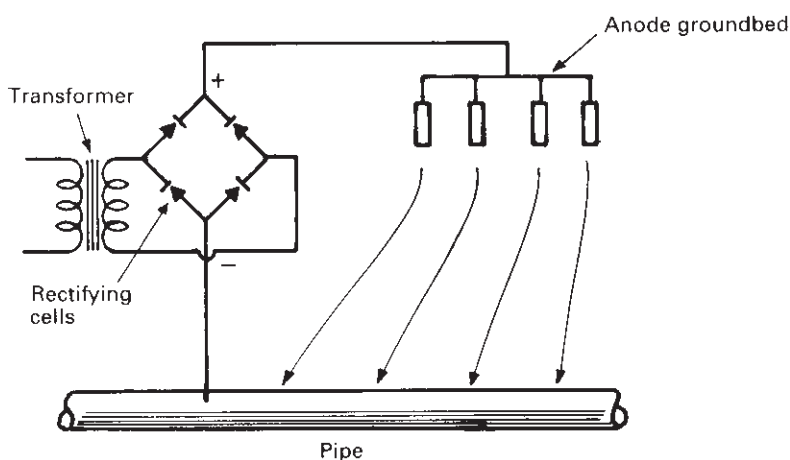 Anode groundbed
+
Transformer
−
Rectifying
cells
Pipe